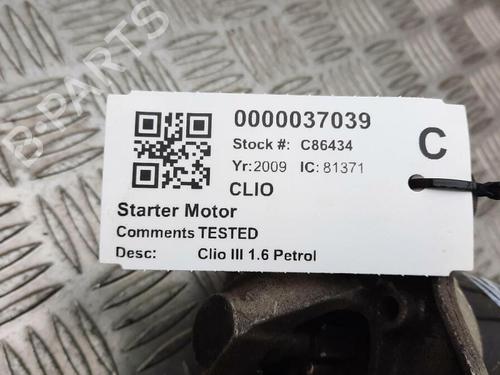 B-PARTS
0000037039
Stock #: C86434
Yr:2009 IC: 81371
C
CLIO
Starter Motor
Comments TESTED
Desc: Clio III 1.6 Petrol